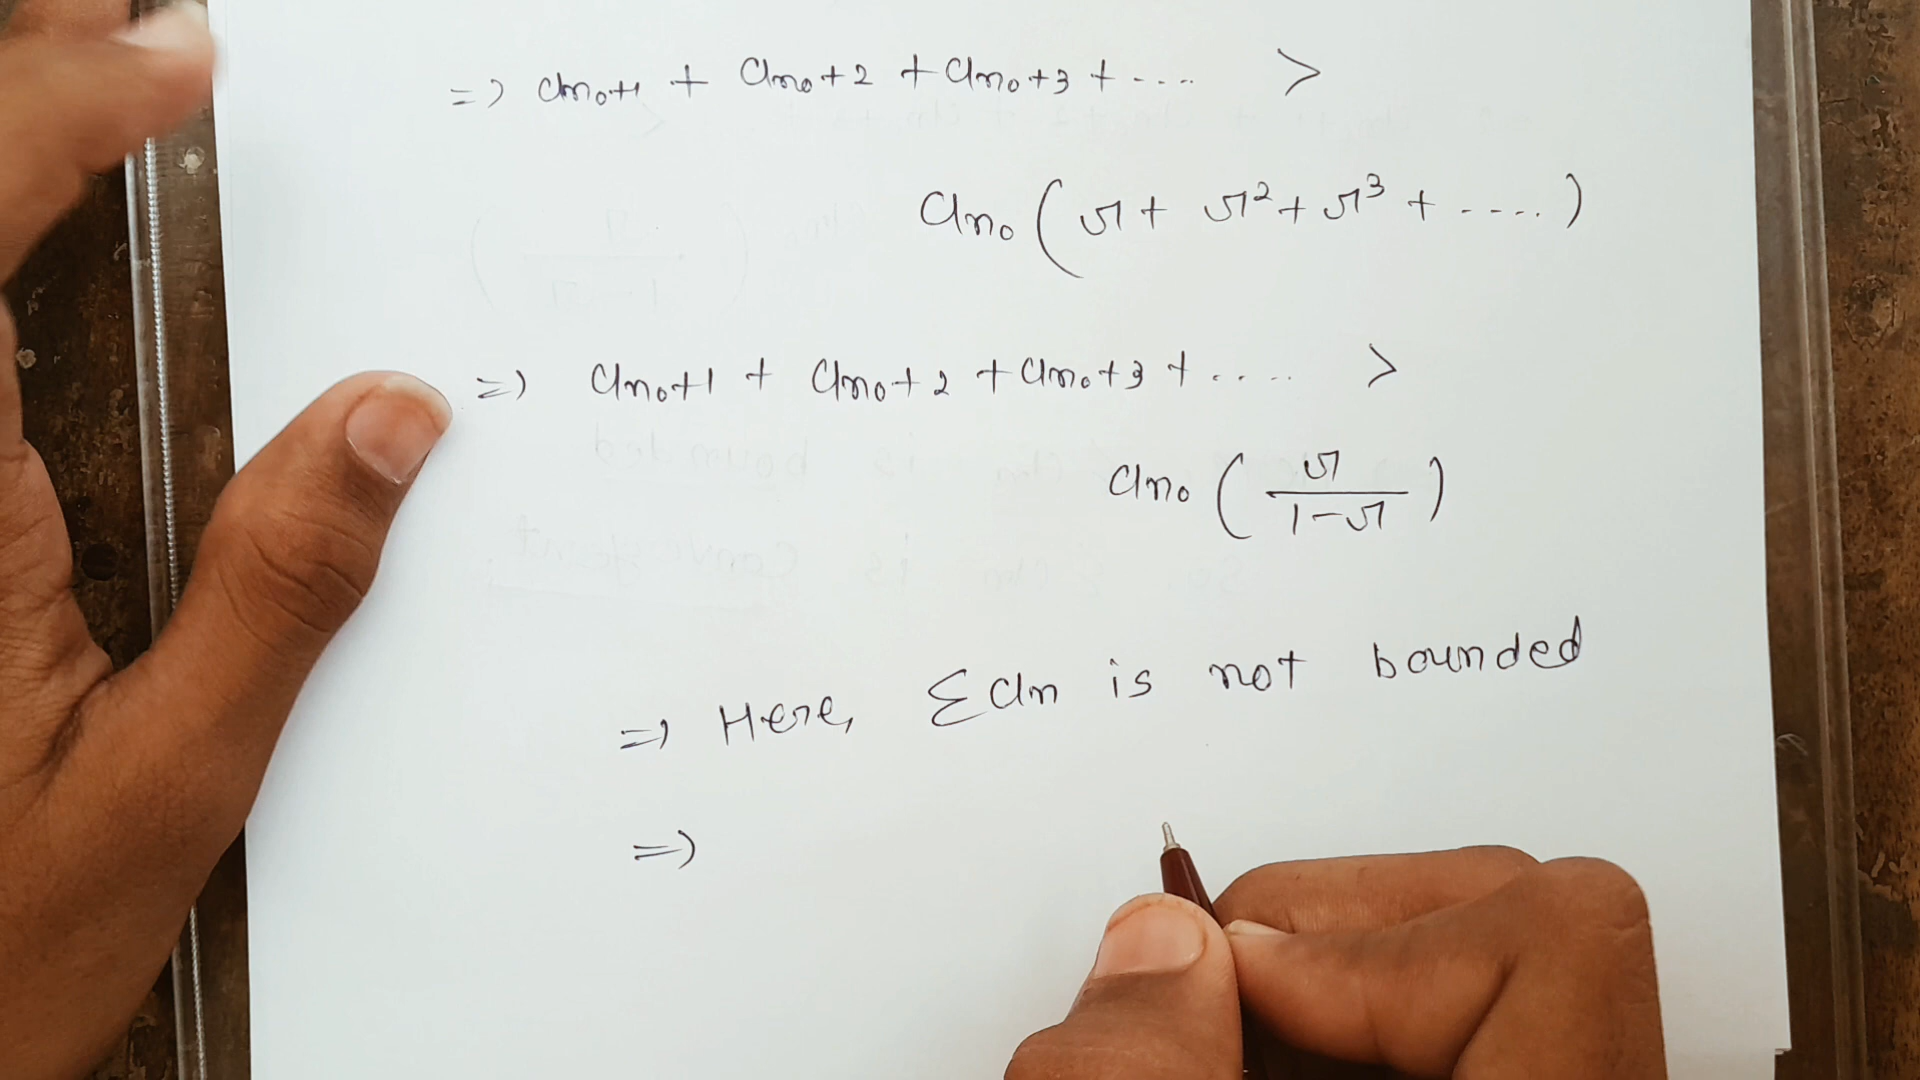 => a_{n₀+1} + a_{n₀+2} + a_{n₀+3} + .... >
a_{n₀} ( r + r² + r³ + ..... )
=> a_{n₀+1} + a_{n₀+2} + a_{n₀+3} + .... >
a_{n₀} ( r / 1-r )
=> Here, Σan is not bounded
=>